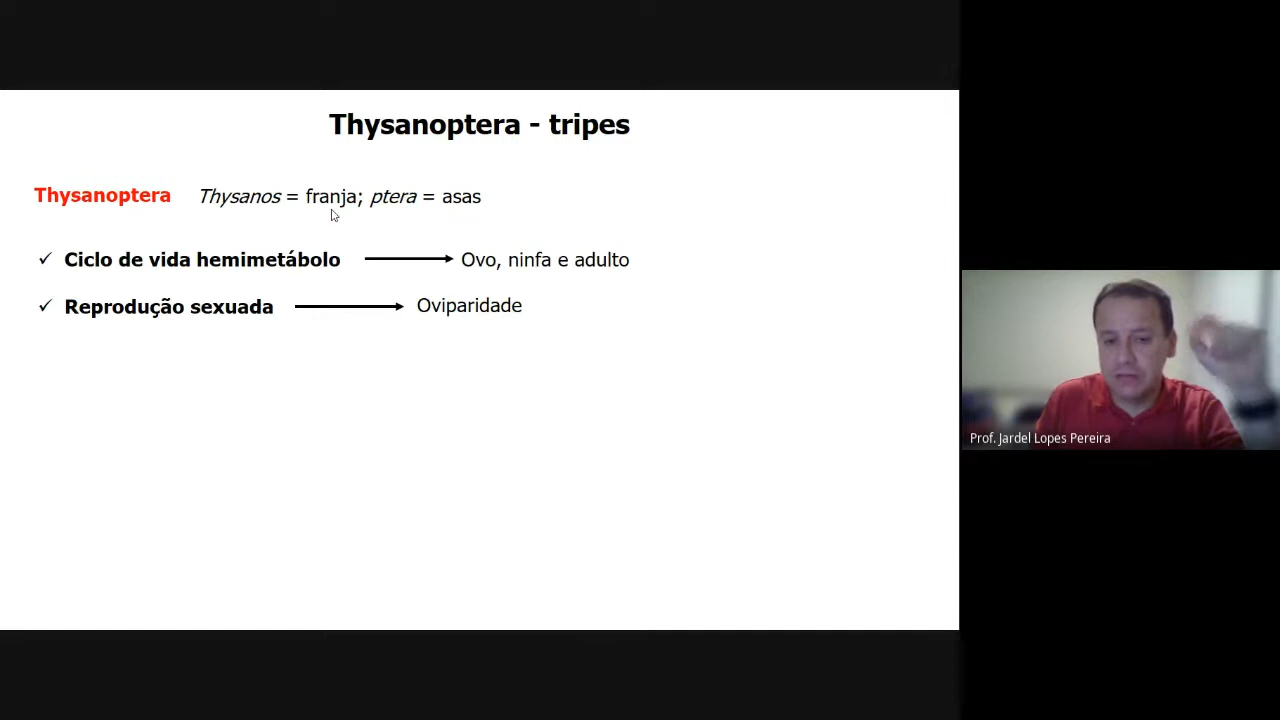 Thysanoptera - tripes
Thysanoptera Thysanos = franja; ptera = asas
✓ Ciclo de vida hemimetábolo → Ovo, ninfa e adulto
✓ Reprodução sexuada → Oviparidade
Prof. Jardel Lopes Pereira